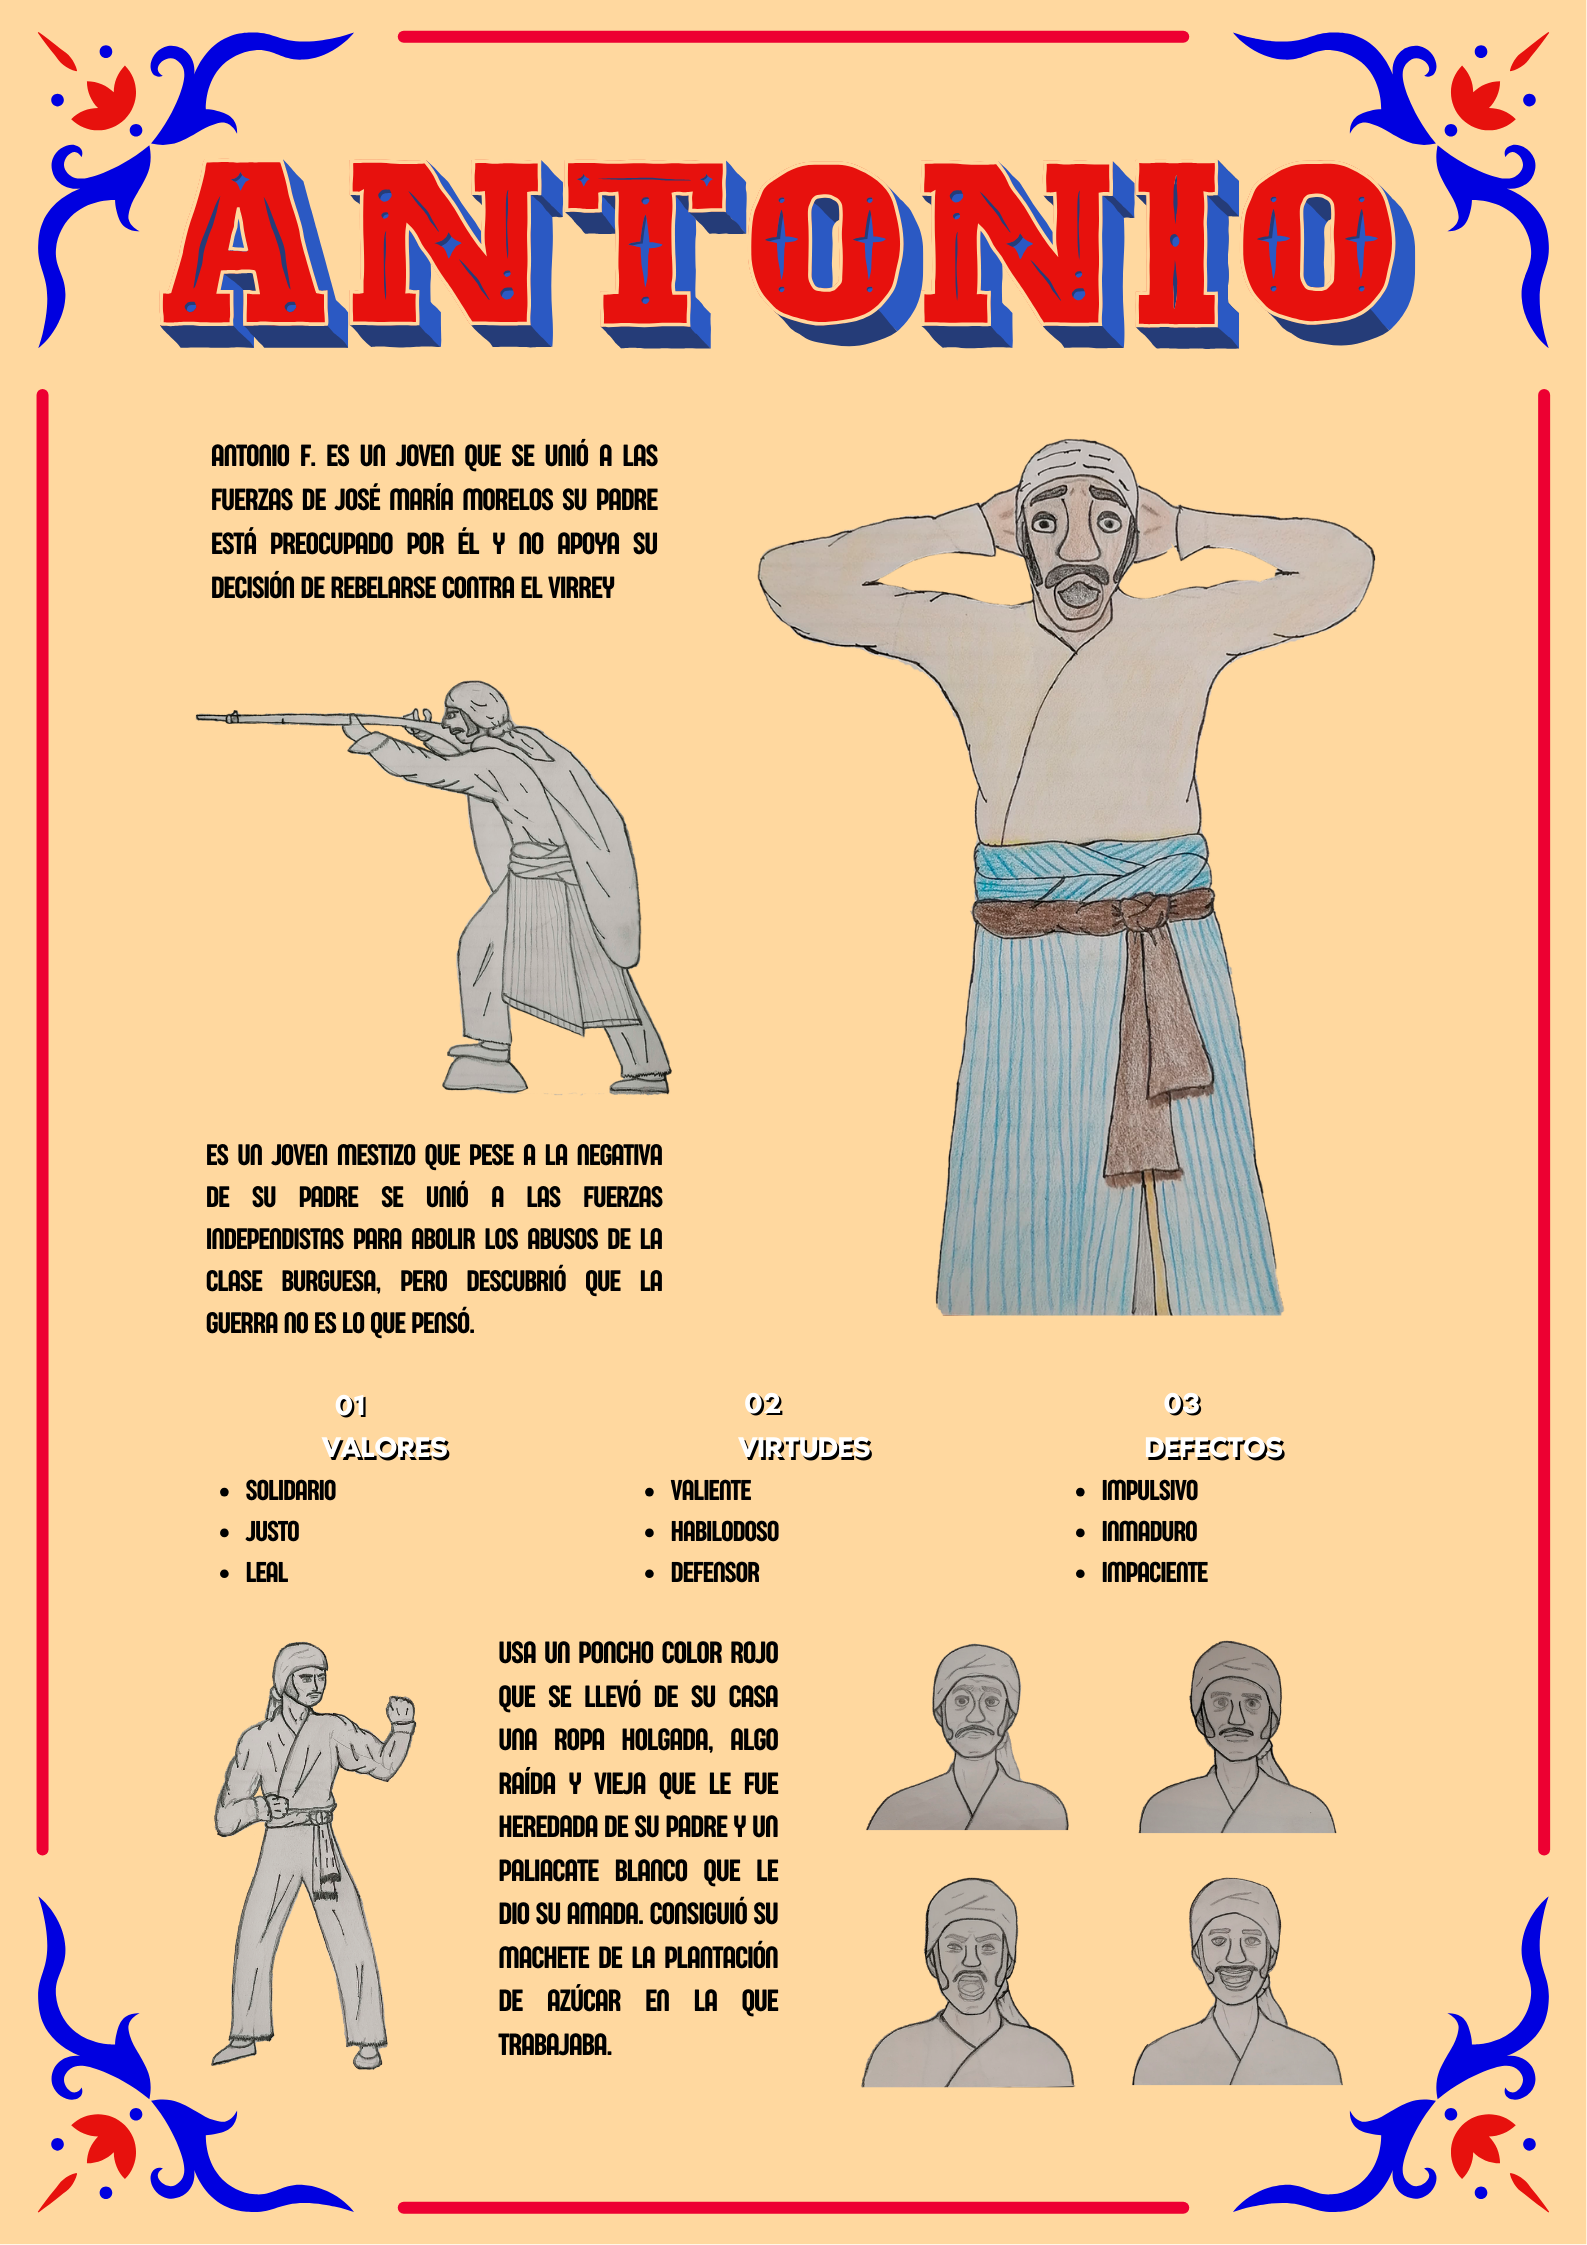 ANTONIO
ANTONIO F. ES UN JOVEN QUE SE UNIÓ A LAS
FUERZAS DE JOSÉ MARÍA MORELOS SU PADRE
ESTÁ PREOCUPADO POR ÉL Y NO APOYA SU
DECISIÓN DE REBELARSE CONTRA EL VIRREY
ES UN JOVEN MESTIZO QUE PESE A LA NEGATIVA
DE SU PADRE SE UNIÓ A LAS FUERZAS
INDEPENDISTAS PARA ABOLIR LOS ABUSOS DE LA
CLASE BURGUESA, PERO DESCUBRIÓ QUE LA
GUERRA NO ES LO QUE PENSÓ.
01
VALORES
• SOLIDARIO
• JUSTO
• LEAL
02
VIRTUDES
• VALIENTE
• HABILODOSO
• DEFENSOR
03
DEFECTOS
• IMPULSIVO
• INMADURO
• IMPACIENTE
USA UN PONCHO COLOR ROJO
QUE SE LLEVÓ DE SU CASA
UNA ROPA HOLGADA, ALGO
RAÍDA Y VIEJA QUE LE FUE
HEREDADA DE SU PADRE Y UN
PALIACATE BLANCO QUE LE
DIO SU AMADA. CONSIGUIÓ SU
MACHETE DE LA PLANTACIÓN
DE AZÚCAR EN LA QUE
TRABAJABA.